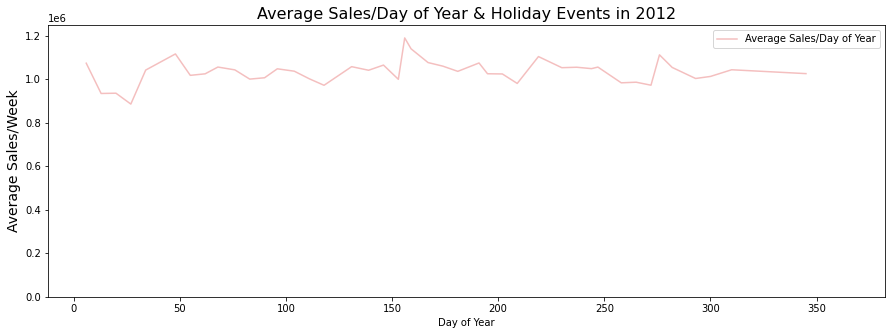 Average Sales/Day of Year & Holiday Events in 2012
1e6
Average Sales/Day of Year
1.2
1.0
0.8
0.6
0.4
0.2
0.0
Average Sales/Week
0 50 100 150 200 250 300 350
Day of Year